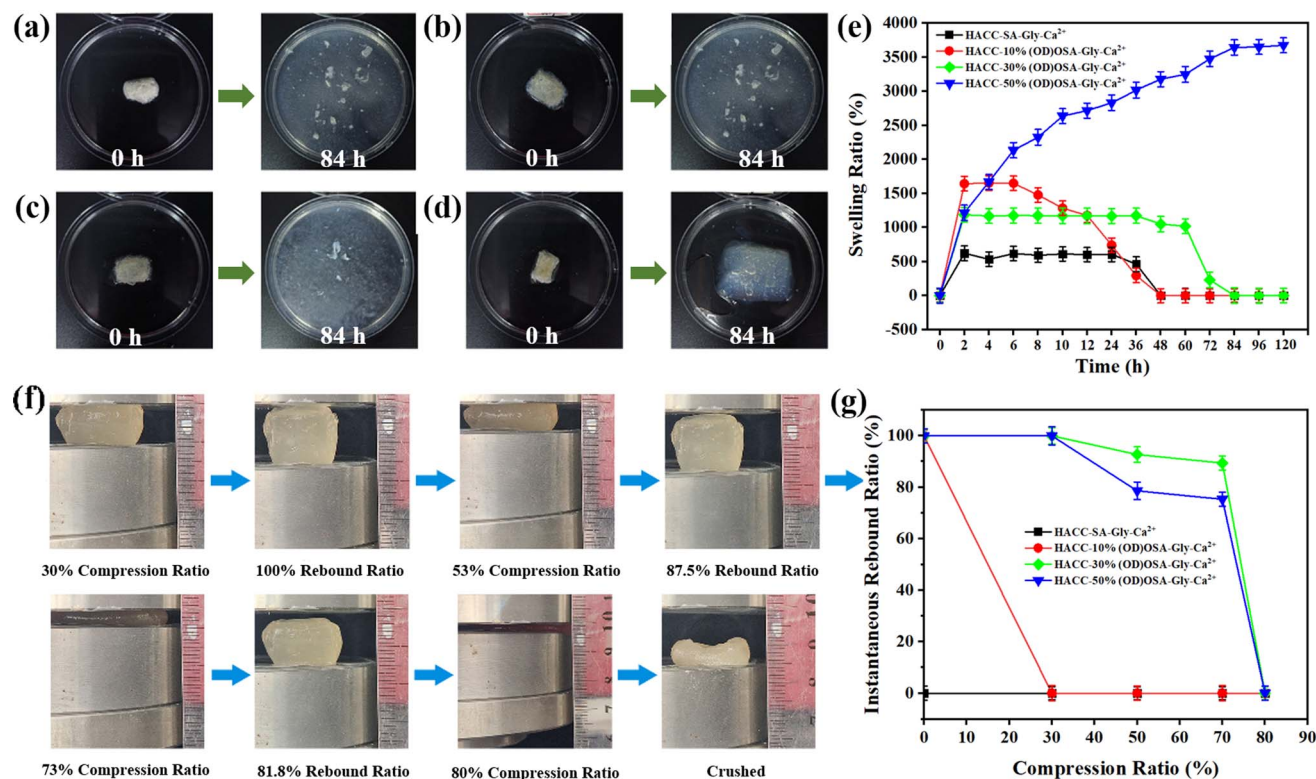 (a)
0 h
84 h
(b)
0 h
84 h
(c)
0 h
84 h
(d)
0 h
84 h
(e)
Swelling Ratio (%)
4000
3500
3000
2500
2000
1500
1000
500
0
-500
HACC-SA-Gly-Ca²⁺
HACC-10% (OD)OSA-Gly-Ca²⁺
HACC-30% (OD)OSA-Gly-Ca²⁺
HACC-50% (OD)OSA-Gly-Ca²⁺
0 2 4 6 8 10 12 24 36 48 60 72 84 96 120
Time (h)
(f)
30% Compression Ratio
100% Rebound Ratio
53% Compression Ratio
87.5% Rebound Ratio
73% Compression Ratio
81.8% Rebound Ratio
80% Compression Ratio
Crushed
(g)
Instantaneous Rebound Ratio (%)
100
80
60
40
20
0
HACC-SA-Gly-Ca²⁺
HACC-10% (OD)OSA-Gly-Ca²⁺
HACC-30% (OD)OSA-Gly-Ca²⁺
HACC-50% (OD)OSA-Gly-Ca²⁺
0 10 20 30 40 50 60 70 80 90
Compression Ratio (%)